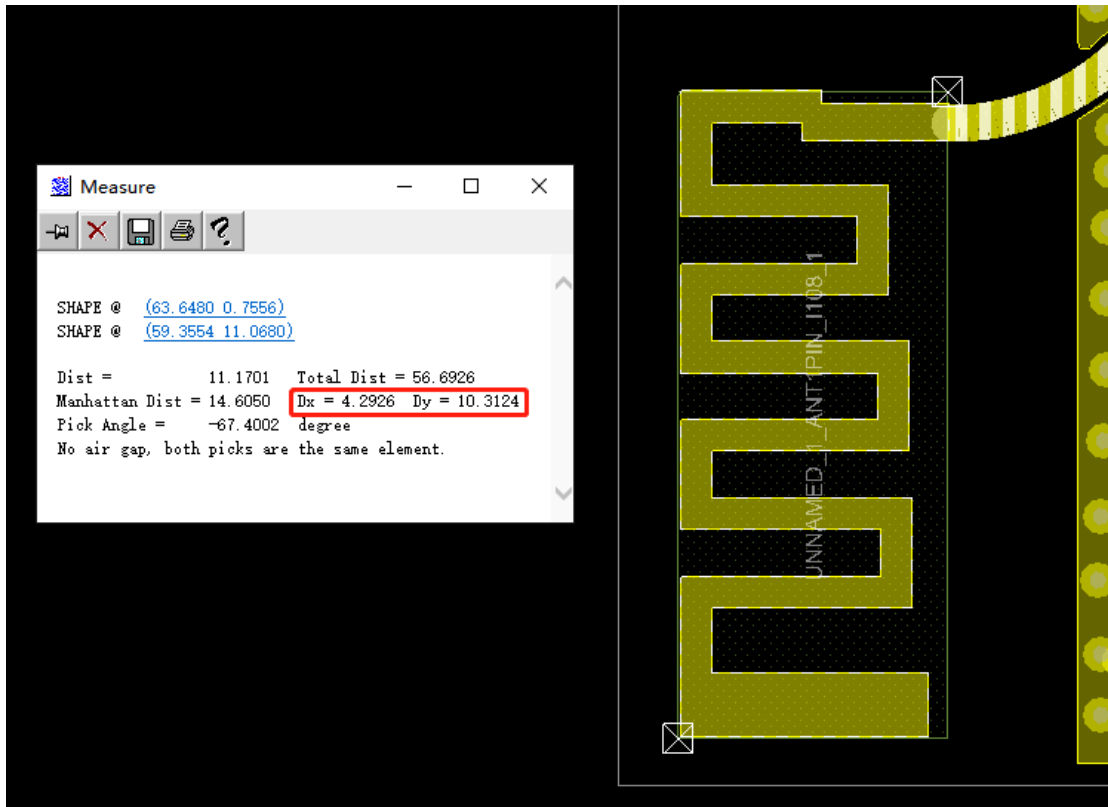 Measure
SHAPE @ (63.6480 0.7556)
SHAPE @ (59.3554 11.0680)
Dist = 11.1701 Total Dist = 56.6926
Manhattan Dist = 14.6050 Dx = 4.2926 Dy = 10.3124
Pick Angle = -67.4002 degree
No air gap, both picks are the same element.
UNNAMED_1_ANT1PIN_I108_1